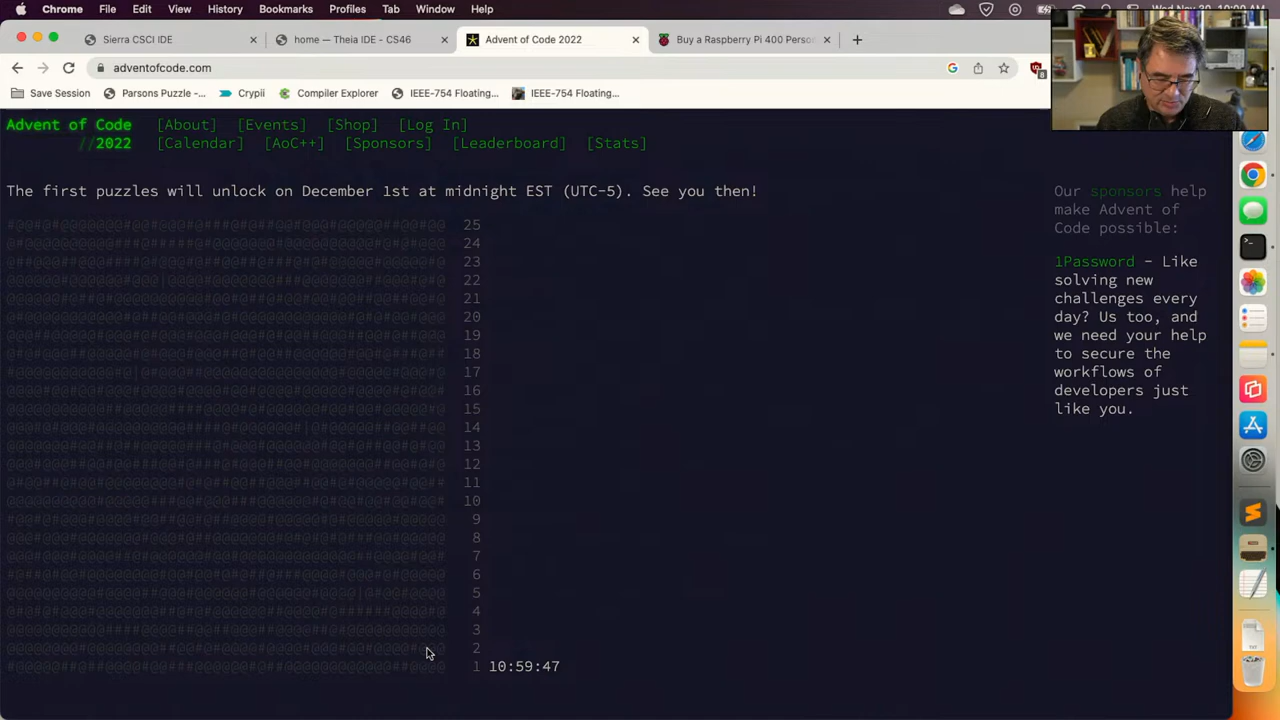 Chrome File Edit View History Bookmarks Profiles Tab Window Help
Sierra CSCI IDE
home — Theia IDE - CS46
Advent of Code 2022
Buy a Raspberry Pi 400 Perso
adventofcode.com
8
Save Session
Parsons Puzzle -...
Crypii
Compiler Explorer
IEEE-754 Floating...
IEEE-754 Floating...
Advent of Code [About] [Events] [Shop] [Log In]
//2022 [Calendar] [AoC++] [Sponsors] [Leaderboard] [Stats]
The first puzzles will unlock on December 1st at midnight EST (UTC-5). See you then!
25
24
23
22
21
20
19
18
17
16
15
14
13
12
11
10
9
8
7
6
5
4
3
2
1 10:59:47
Our sponsors help
make Advent of
Code possible:
1Password - Like
solving new
challenges every
day? Us too, and
we need your help
to secure the
workflows of
developers just
like you.
TXT